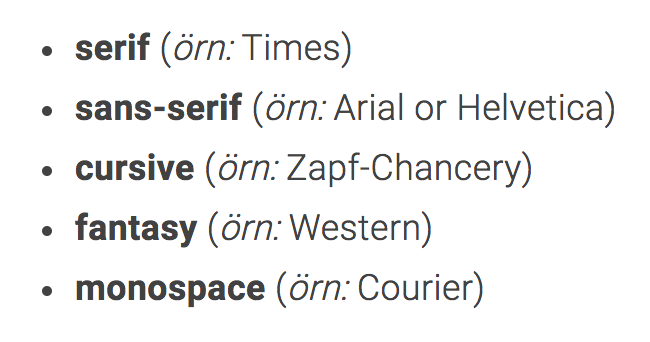 • serif (örn: Times)
• sans-serif (örn: Arial or Helvetica)
• cursive (örn: Zapf-Chancery)
• fantasy (örn: Western)
• monospace (örn: Courier)